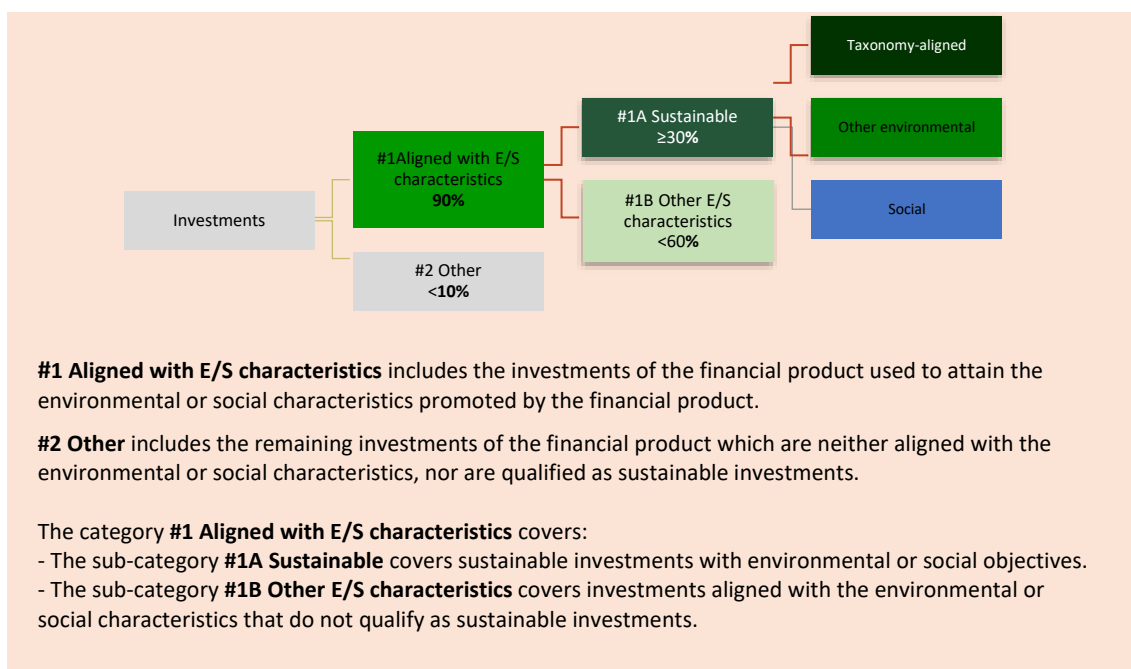 Taxonomy-aligned
#1A Sustainable
≥30%
Other environmental
#1Aligned with E/S
characteristics
90%
#1B Other E/S
characteristics
<60%
Social
Investments
#2 Other
<10%
#1 Aligned with E/S characteristics includes the investments of the financial product used to attain the
environmental or social characteristics promoted by the financial product.
#2 Other includes the remaining investments of the financial product which are neither aligned with the
environmental or social characteristics, nor are qualified as sustainable investments.
The category #1 Aligned with E/S characteristics covers:
- The sub-category #1A Sustainable covers sustainable investments with environmental or social objectives.
- The sub-category #1B Other E/S characteristics covers investments aligned with the environmental or
social characteristics that do not qualify as sustainable investments.